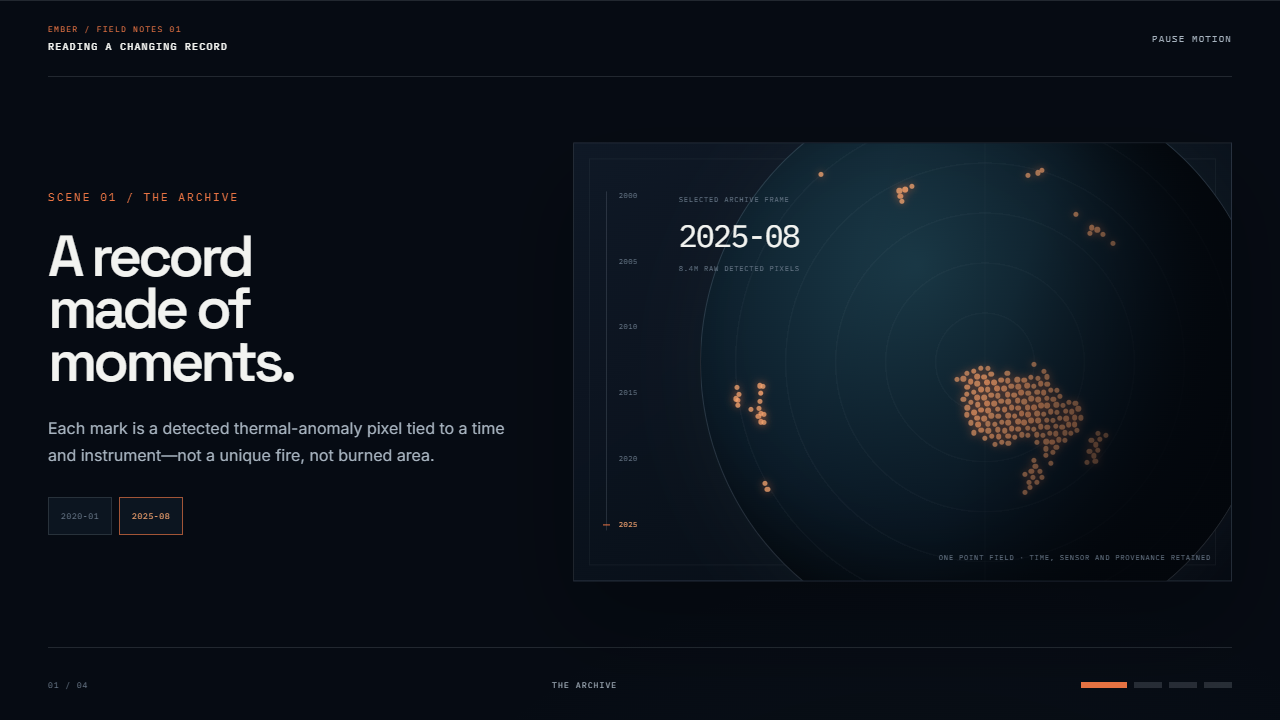 EMBER / FIELD NOTES 01
READING A CHANGING RECORD
PAUSE MOTION
SCENE 01 / THE ARCHIVE
A record
made of
moments.
Each mark is a detected thermal-anomaly pixel tied to a time
and instrument—not a unique fire, not burned area.
2020-01
2025-08
2000
2005
2010
2015
2020
2025
SELECTED ARCHIVE FRAME
2025-08
8.4M RAW DETECTED PIXELS
ONE POINT FIELD · TIME, SENSOR AND PROVENANCE RETAINED
01 / 04
THE ARCHIVE